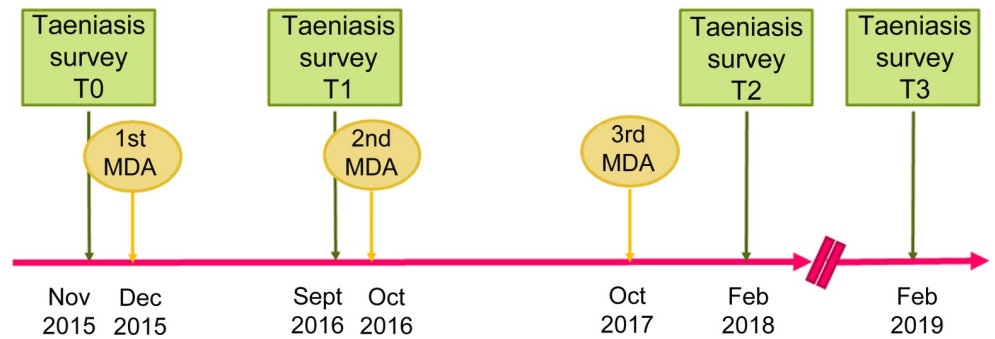 Taeniasis
survey
T0
Taeniasis
survey
T1
Taeniasis
survey
T2
Taeniasis
survey
T3
1st
MDA
2nd
MDA
3rd
MDA
Nov
2015
Dec
2015
Sept
2016
Oct
2016
Oct
2017
Feb
2018
Feb
2019